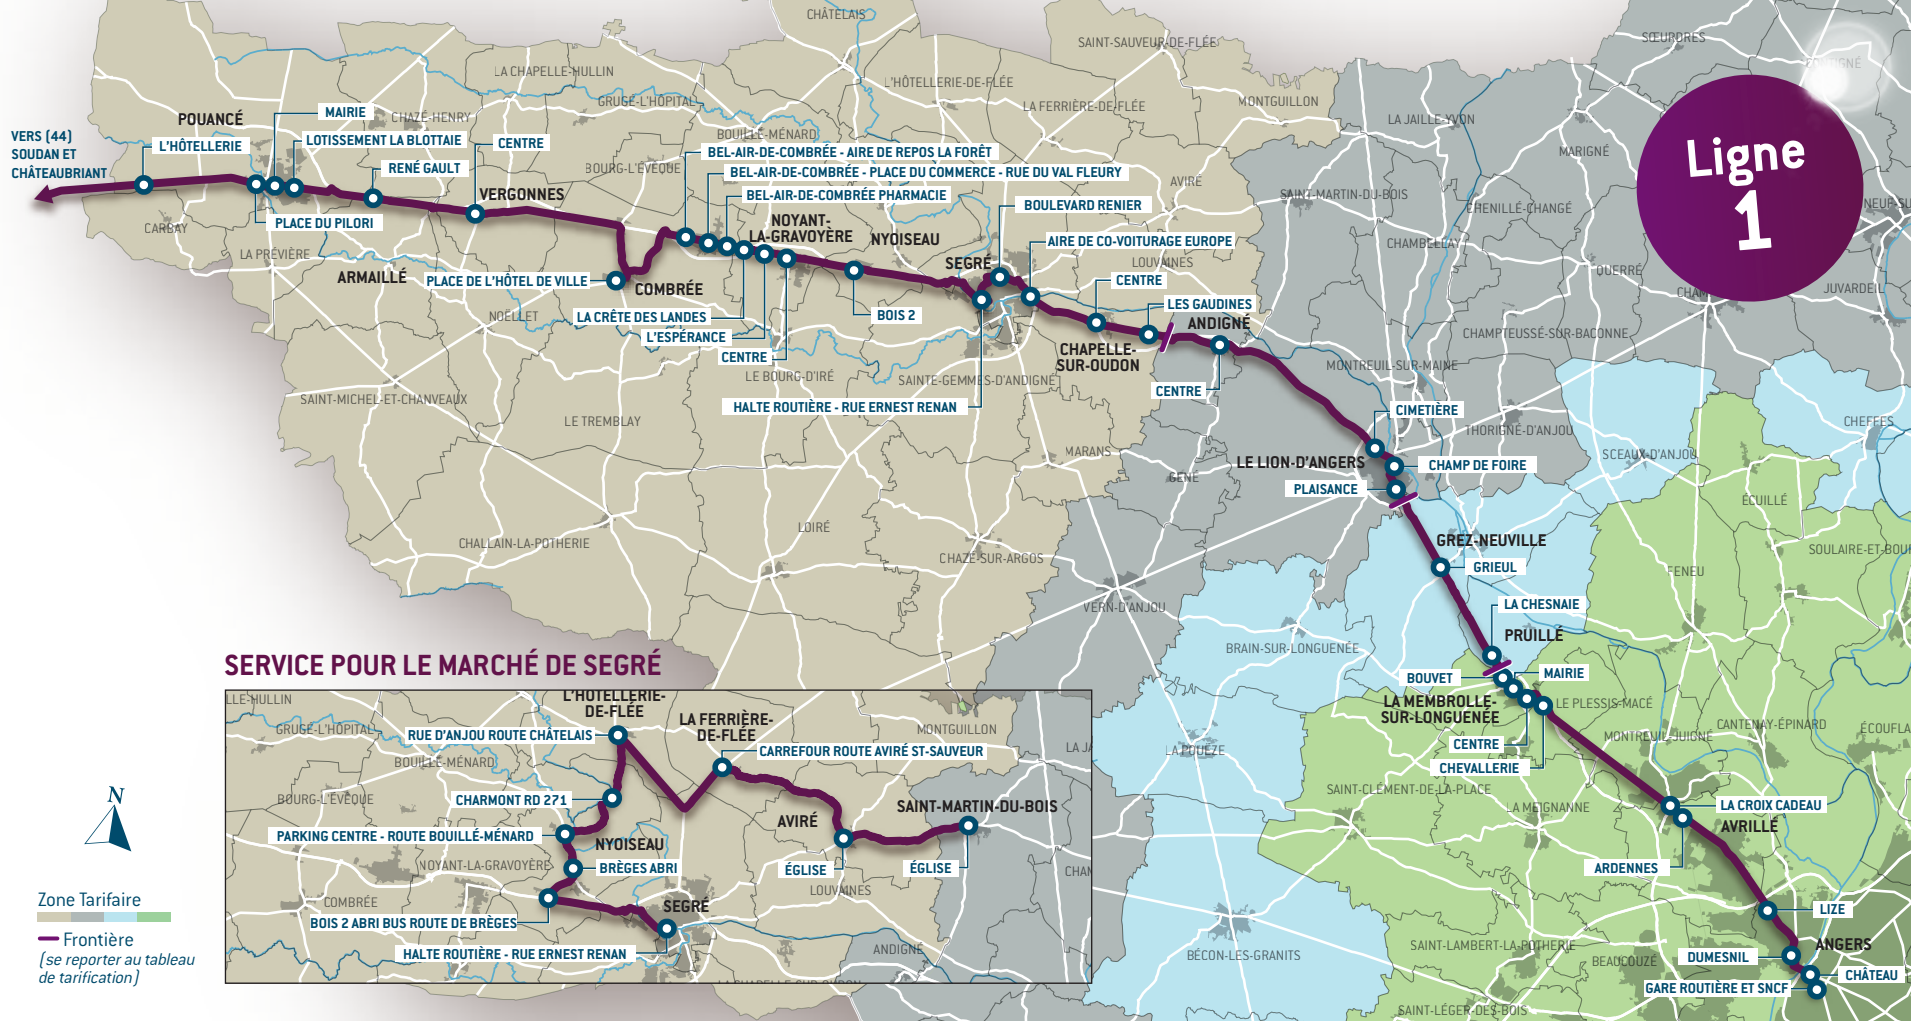 CHÂTELAIS
SAINT-SAUVEUR-DE-FLÉE
SŒURDRES
LA CHAPELLE-HULLIN
L'HÔTELLERIE-DE-FLÉE
GRUGÉ-L'HÔPITAL
LA FERRIÈRE-DE-FLÉE
MONTGUILLON
Ligne
1
POUANCÉ
MAIRIE
CHAZÉ-HENRY
LA JAILLE-YVON
VERS (44)
SOUDAN ET
CHÂTEAUBRIANT
L'HÔTELLERIE
LOTISSEMENT LA BLOTTAIE
CENTRE
BOUILLÉ-MÉNARD
BEL-AIR-DE-COMBRÉE - AIRE DE REPOS LA FORÊT
MARIGNÉ
RENÉ GAULT
BOURG-L'ÉVÊQUE
BEL-AIR-DE-COMBRÉE - PLACE DU COMMERCE - RUE DU VAL FLEURY
AVIRÉ
VERGONNES
BEL-AIR-DE-COMBRÉE PHARMACIE
SAINT-MARTIN-DU-BOIS
BOULEVARD RENIER
CHENILLÉ-CHANGÉ
NEUF-SU
PLACE DU PILORI
CARBAY
NOYANT-
LA-GRAVOYÈRE
NYOISEAU
AIRE DE CO-VOITURAGE EUROPE
CHAMBELLAY
LA PRÉVIÈRE
SEGRÉ
LOUVAINES
QUERRÉ
ARMAILLÉ
PLACE DE L'HÔTEL DE VILLE
COMBRÉE
CENTRE
CHAM
JUVARDEIL
NOËLLET
LA CRÊTE DES LANDES
BOIS 2
LES GAUDINES
L'ESPÉRANCE
ANDIGNÉ
CHAMPTEUSSÉ-SUR-BACONNE
CENTRE
CHAPELLE-
SUR-OUDON
MONTREUIL-SUR-MAINE
LE BOURG-D'IRÉ
SAINTE-GEMMES-D'ANDIGNÉ
CENTRE
SAINT-MICHEL-ET-CHANVEAUX
HALTE ROUTIÈRE - RUE ERNEST RENAN
CIMETIÈRE
LE TREMBLAY
THORIGNÉ-D'ANJOU
CHEFFES
MARANS
SCEAUX-D'ANJOU
LE LION-D'ANGERS
CHAMP DE FOIRE
GENÉ
PLAISANCE
ÉCUILLÉ
LOIRÉ
CHALLAIN-LA-POTHERIE
GREZ-NEUVILLE
SOULAIRE-ET-BOU
CHAZÉ-SUR-ARGOS
GRIEUL
FENEU
VERN-D'ANJOU
LA CHESNAIE
PRUILLÉ
BRAIN-SUR-LONGUENÉE
SERVICE POUR LE MARCHÉ DE SEGRÉ
BOUVET
MAIRIE
LA MEMBROLLE-
SUR-LONGUENÉE
LE PLESSIS-MACÉ
CANTENAY-ÉPINARD
ÉCOUFLA
MONTREUIL-JUIGNÉ
CENTRE
LA POUËZE
CHEVALLERIE
SAINT-CLÉMENT-DE-LA-PLACE
LA MEIGNANNE
LA CROIX CADEAU
AVRILLÉ
ARDENNES
LIZE
SAINT-LAMBERT-LA-POTHERIE
ANGERS
BÉCON-LES-GRANITS
BEAUCOUZÉ
DUMESNIL
CHÂTEAU
GARE ROUTIÈRE ET SNCF
SAINT-LÉGER-DES-BOIS
LLE-HULLIN
L'HÔTELLERIE-
DE-FLÉE
LA FERRIÈRE-
DE-FLÉE
GRUGÉ-L'HÔPITAL
RUE D'ANJOU ROUTE CHÂTELAIS
MONTGUILLON
CARREFOUR ROUTE AVIRÉ ST-SAUVEUR
LA JA
BOUILLÉ-MÉNARD
BOURG-L'ÉVÊQUE
CHARMONT RD 271
SAINT-MARTIN-DU-BOIS
AVIRÉ
PARKING CENTRE - ROUTE BOUILLÉ-MÉNARD
NYOISEAU
NOYANT-LA-GRAVOYÈRE
BRÈGES ABRI
ÉGLISE
ÉGLISE
CHAM
LOUVAINES
COMBRÉE
SEGRÉ
BOIS 2 ABRI BUS ROUTE DE BRÈGES
HALTE ROUTIÈRE - RUE ERNEST RENAN
ANDIGNÉ
LA CHAPELLE-SUR-OUDON
N
Zone Tarifaire
Frontière
(se reporter au tableau
de tarification)